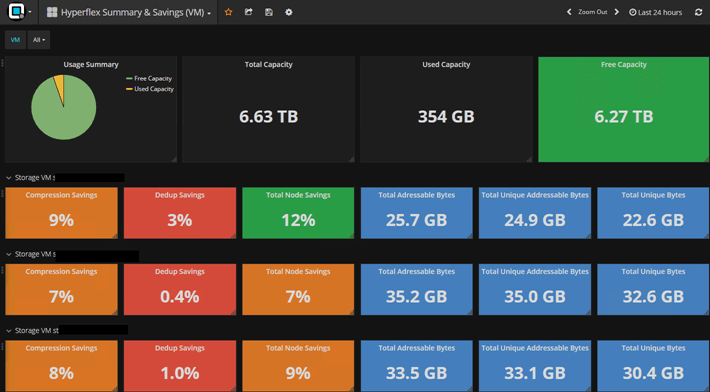 Hyperflex Summary & Savings (VM)
Zoom Out
Last 24 hours
VM
All
Usage Summary
Free Capacity
Used Capacity
Total Capacity
6.63 TB
Used Capacity
354 GB
Free Capacity
6.27 TB
Storage VM s
Compression Savings
9%
Dedup Savings
3%
Total Node Savings
12%
Total Adressable Bytes
25.7 GB
Total Unique Addressable Bytes
24.9 GB
Total Unique Bytes
22.6 GB
Storage VM s
Compression Savings
7%
Dedup Savings
0.4%
Total Node Savings
7%
Total Adressable Bytes
35.2 GB
Total Unique Addressable Bytes
35.0 GB
Total Unique Bytes
32.6 GB
Storage VM st
Compression Savings
8%
Dedup Savings
1.0%
Total Node Savings
9%
Total Adressable Bytes
33.5 GB
Total Unique Addressable Bytes
33.1 GB
Total Unique Bytes
30.4 GB